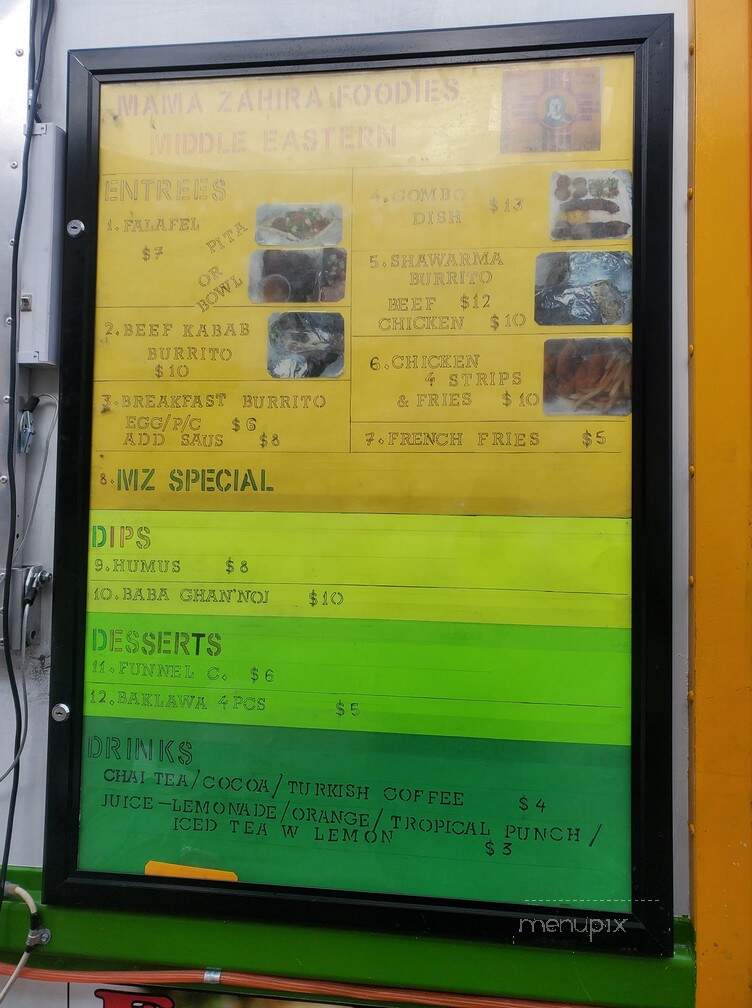 MAMA ZAHIRA FOODIES
MIDDLE EASTERN
ENTREES
1. FALAFEL
$7
PITA
OR
BOWL
2. BEEF KABAB
BURRITO
$10
3. BREAKFAST BURRITO
EGG/P/C $6
ADD SAUS $8
4. COMBO $13
DISH
5. SHAWARMA
BURRITO
BEEF $12
CHICKEN $10
6. CHICKEN
4 STRIPS
& FRIES $10
7. FRENCH FRIES $5
8. MZ SPECIAL
DIPS
9. HUMUS $8
10. BABA GHAN'NOJ $10
DESSERTS
11. FUNNEL C. $6
12. BAKLAWA 4 PCS $5
DRINKS
CHAI TEA/COCOA/TURKISH COFFEE $4
JUICE-LEMONADE/ORANGE/TROPICAL PUNCH/
ICED TEA W LEMON $3
menupix